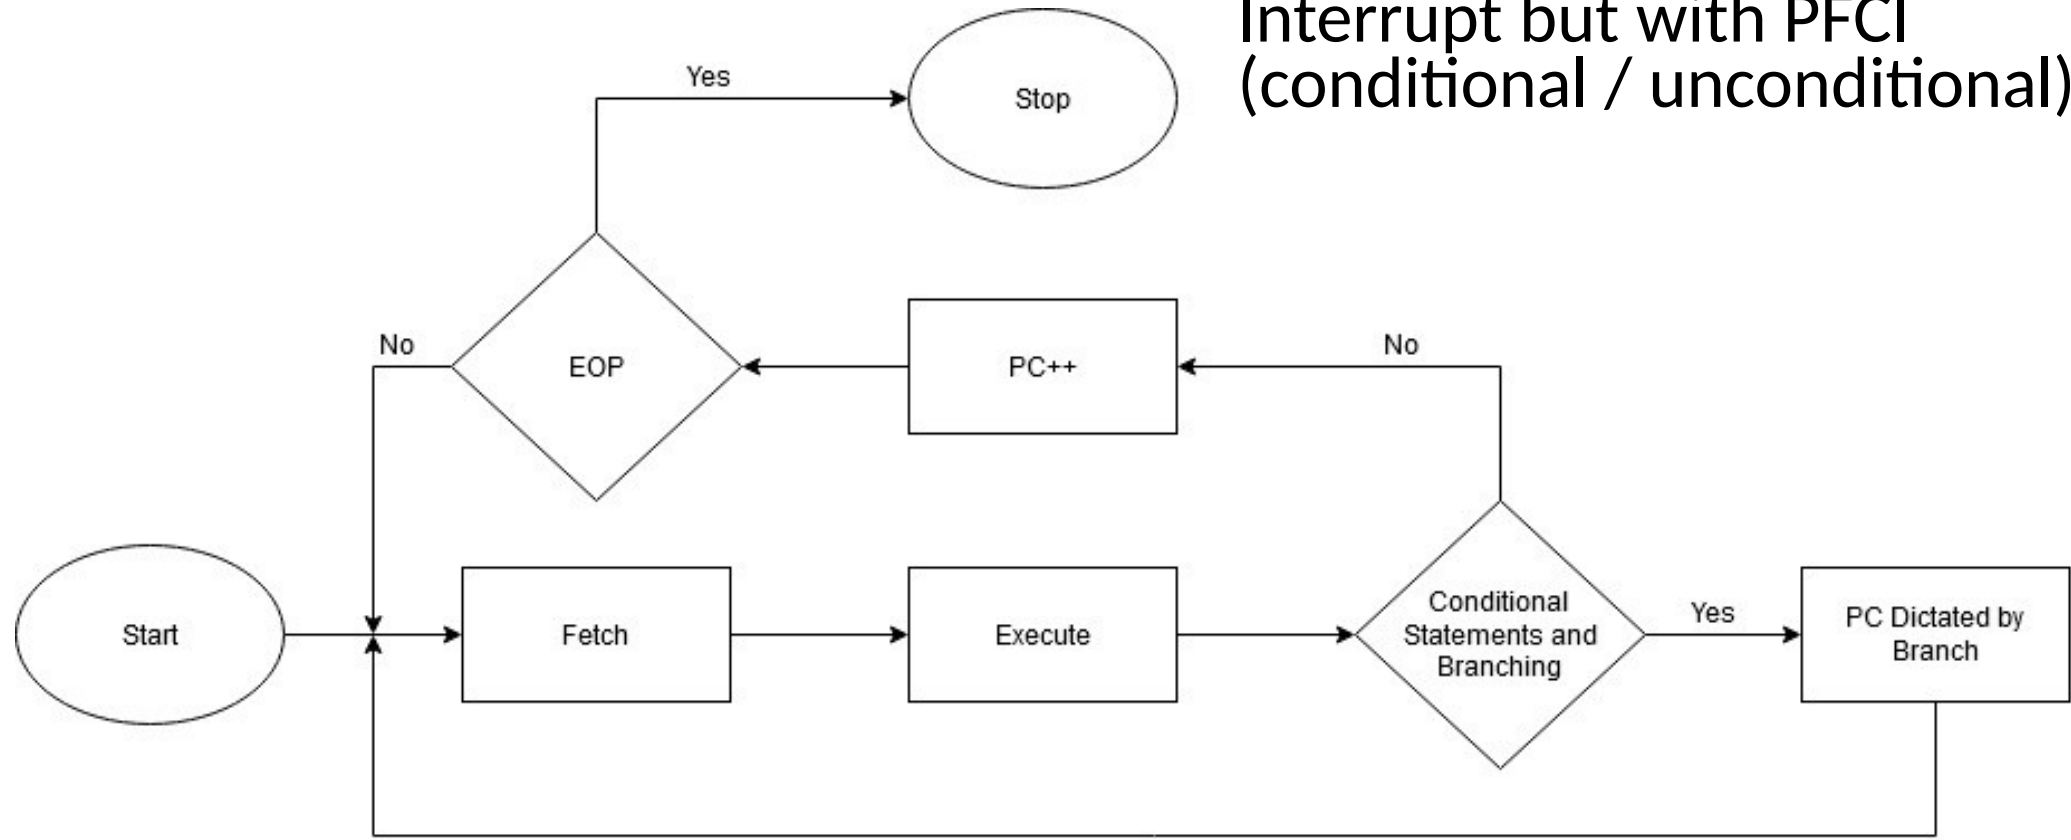 Interrupt but with PFCI
(conditional / unconditional)
Yes
Stop
No
EOP
PC++
No
Start
Fetch
Execute
Conditional
Statements and
Branching
Yes
PC Dictated by
Branch